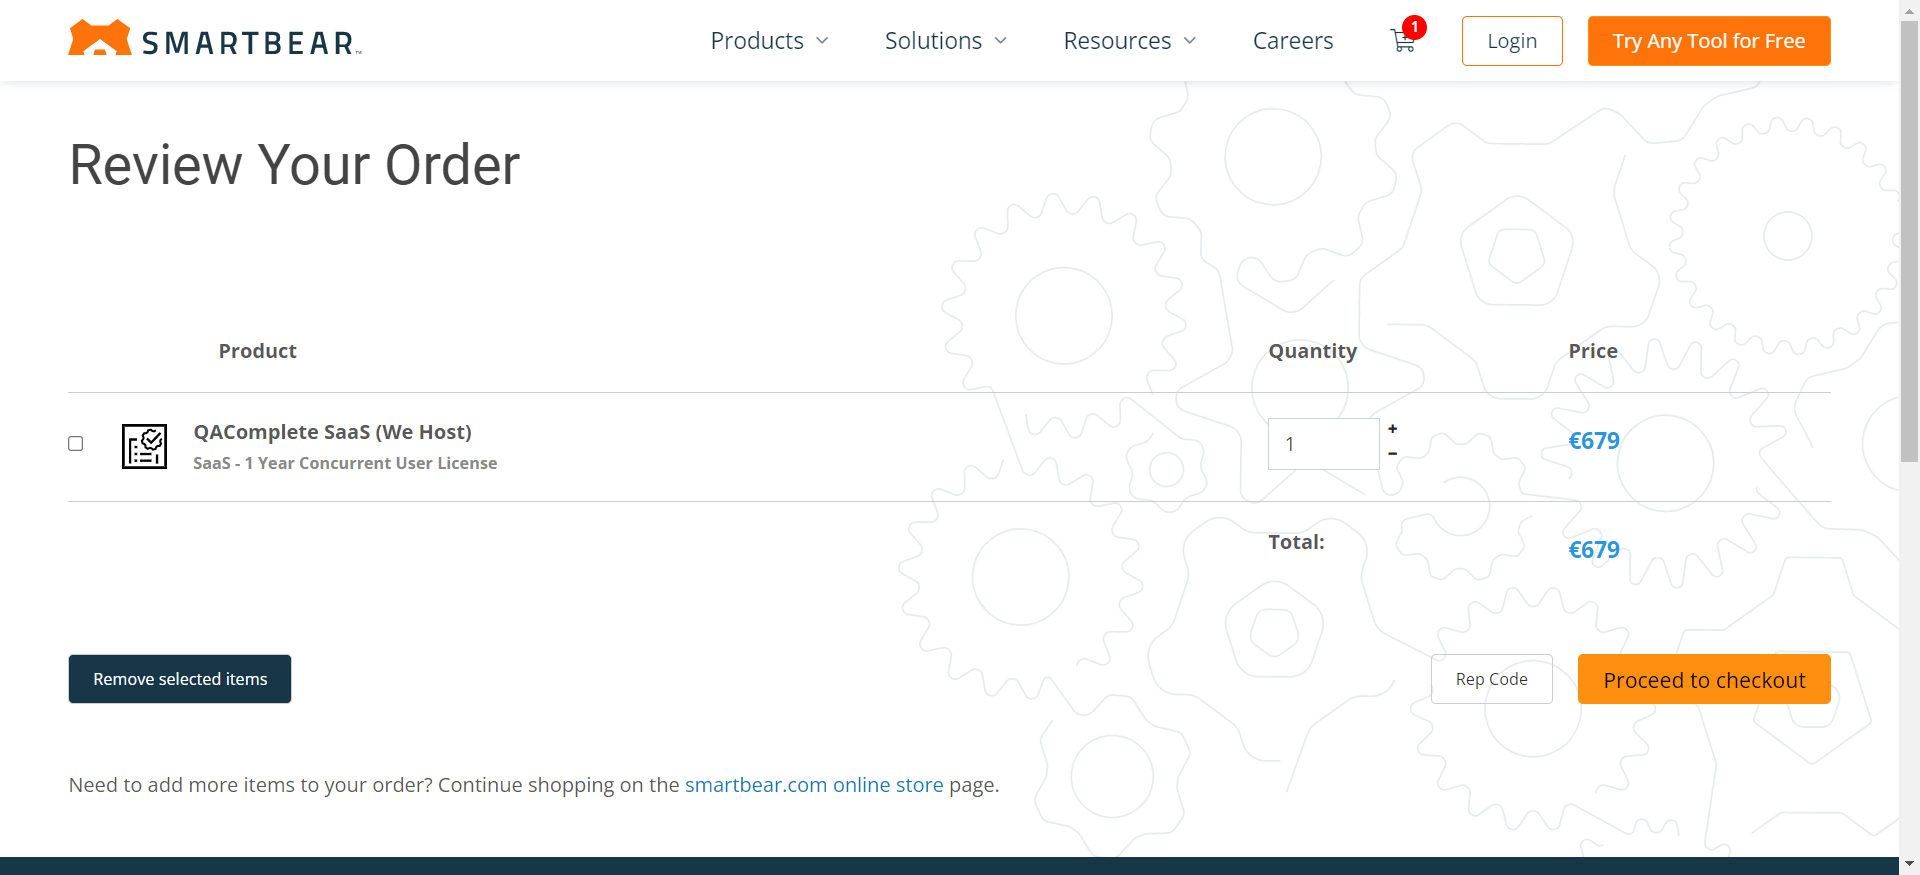 SMARTBEAR™
Products
Solutions
Resources
Careers
1
Login
Try Any Tool for Free
Review Your Order
Product
Quantity
Price
QAComplete SaaS (We Host)
SaaS - 1 Year Concurrent User License
1
+
-
€679
Total:
€679
Remove selected items
Rep Code
Proceed to checkout
Need to add more items to your order? Continue shopping on the smartbear.com online store page.